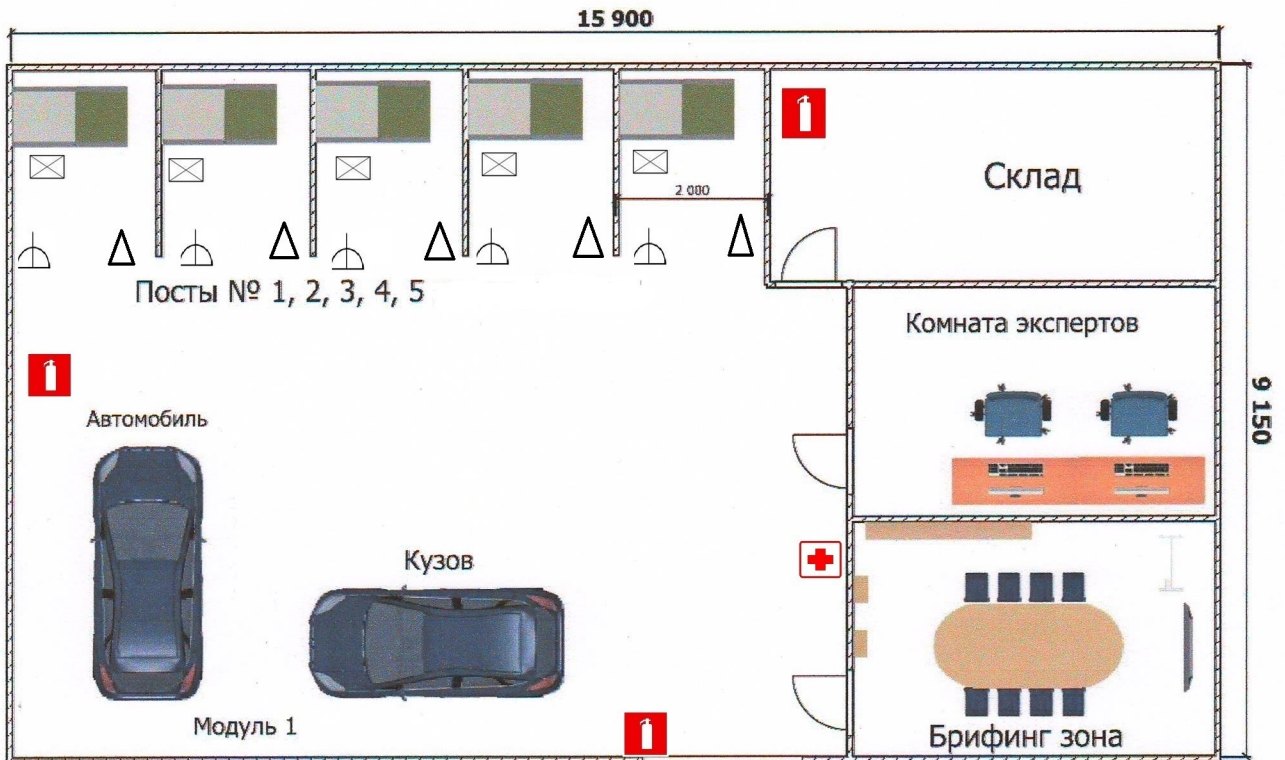 15 900
Склад
2 000
Посты № 1, 2, 3, 4, 5
Комната экспертов
9 150
Автомобиль
Кузов
Модуль 1
Брифинг зона